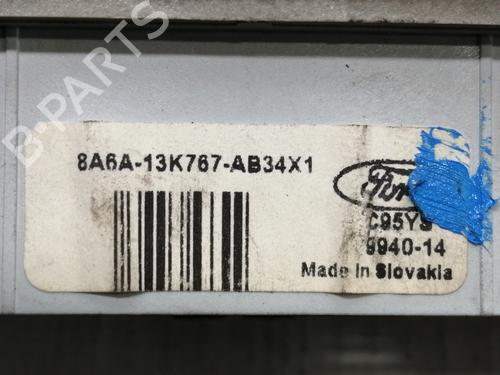 B-PARTS
8A6A-13K767-AB34X1
Ford
C95YS
9940-14
Made In Slovakia